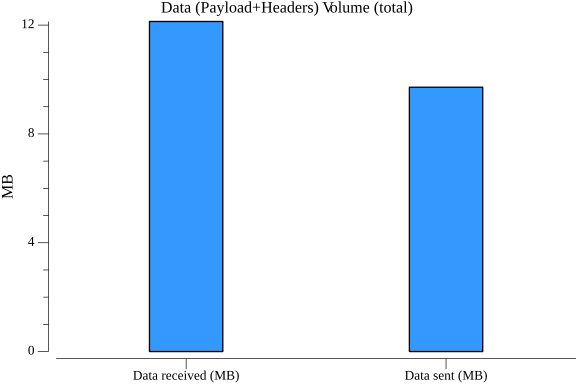 Data (Payload+Headers) Volume (total)
12
8
4
0
MB
Data received (MB)
Data sent (MB)